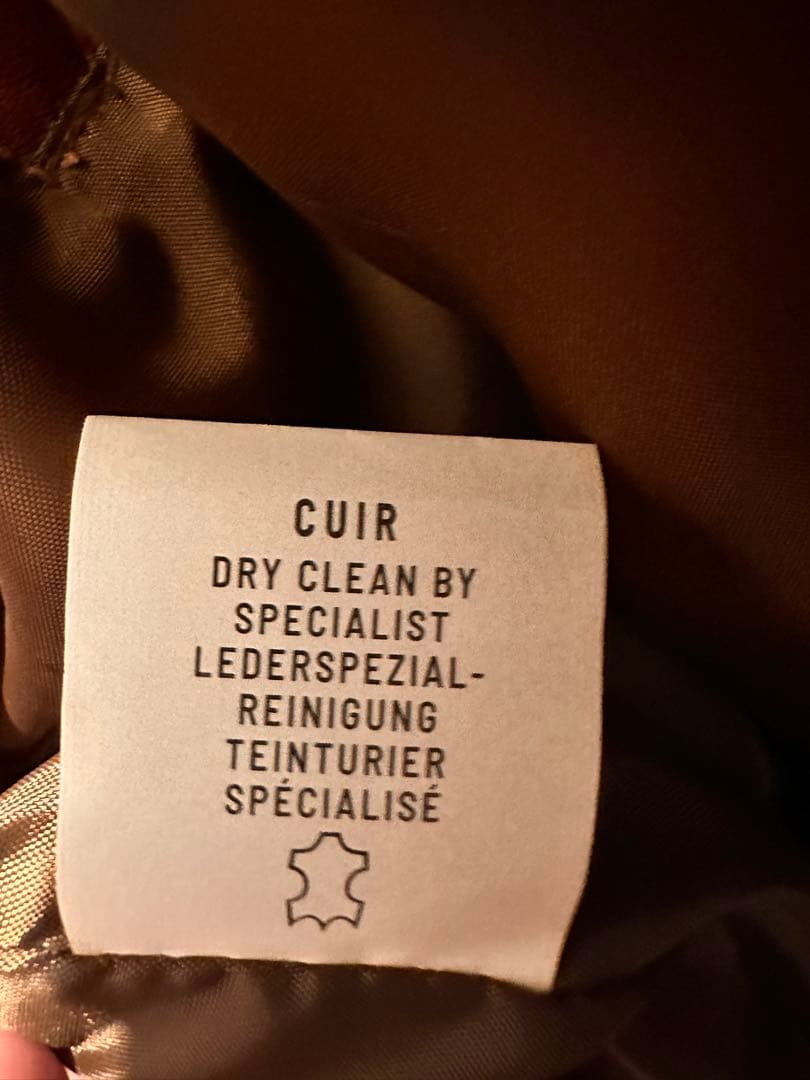 CUIR
DRY CLEAN BY
SPECIALIST
LEDERSPEZIAL-
REINIGUNG
TEINTURIER
SPÉCIALISÉ